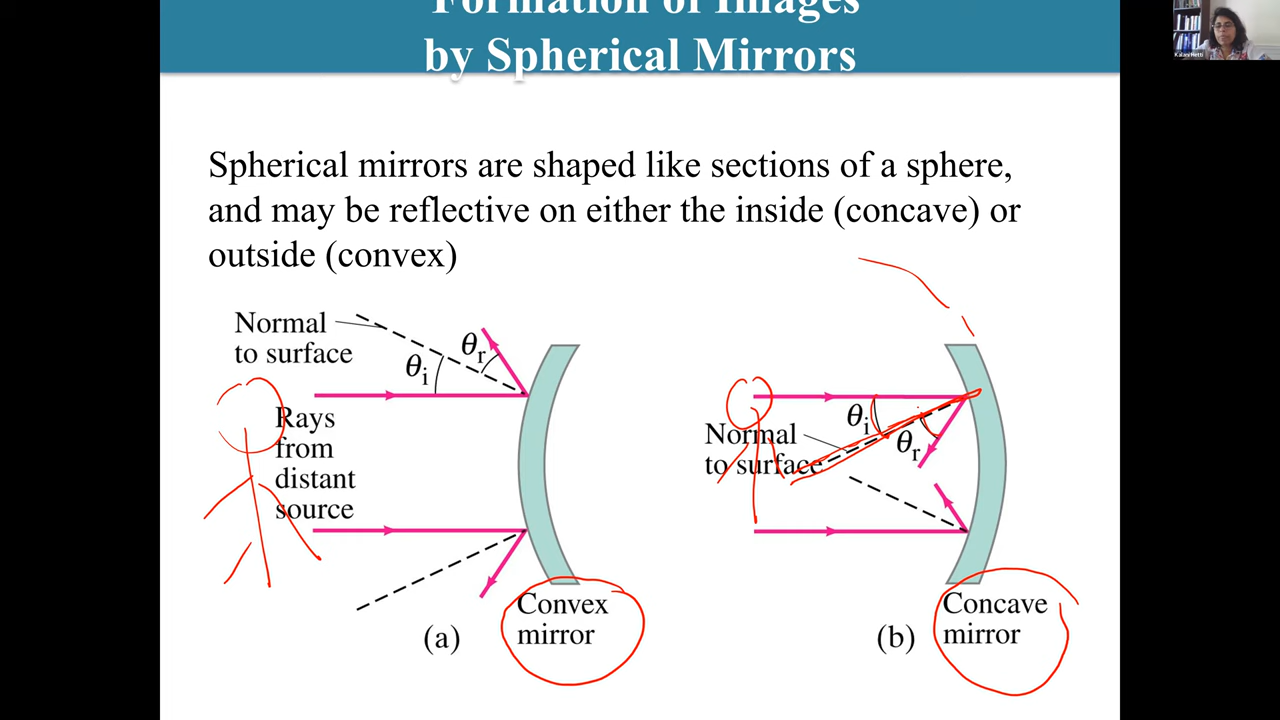 Formation of Images
by Spherical Mirrors
Kalani Hetti
Spherical mirrors are shaped like sections of a sphere,
and may be reflective on either the inside (concave) or
outside (convex)
Normal
to surface
θi
θr
Rays
from
distant
source
Convex
mirror
(a)
Normal
to surface
θi
θr
Concave
mirror
(b)